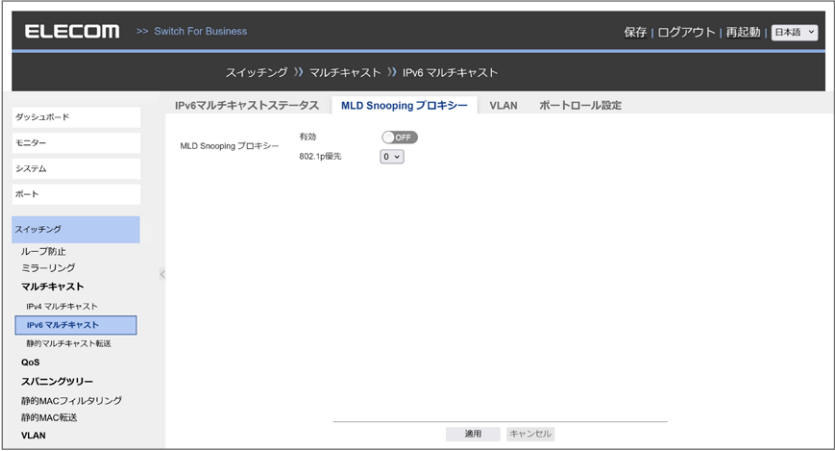 ELECOM >> Switch For Business 保存 | ログアウト | 再起動 | 日本語
スイッチング 》 マルチキャスト 》 IPv6 マルチキャスト
IPv6マルチキャストステータス MLD Snooping プロキシー VLAN ポートロール設定
ダッシュボード
モニター
システム
ポート
スイッチング
ループ防止
ミラーリング
マルチキャスト
IPv4 マルチキャスト
IPv6 マルチキャスト
静的マルチキャスト転送
QoS
スパニングツリー
静的MACフィルタリング
静的MAC転送
VLAN
MLD Snooping プロキシー
有効 OFF
802.1p優先 0
適用 キャンセル